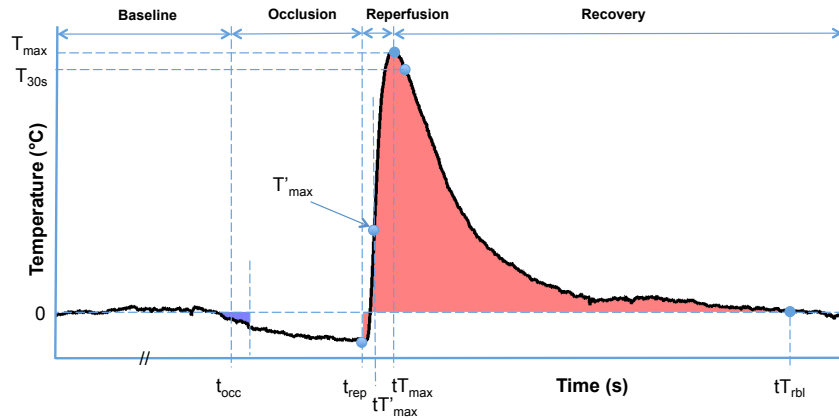 Baseline
Occlusion
Reperfusion
Recovery
Tmax
T30s
T'max
Temperature (°C)
0
//
tocc
trep
tTmax
tT'max
Time (s)
tTrbl